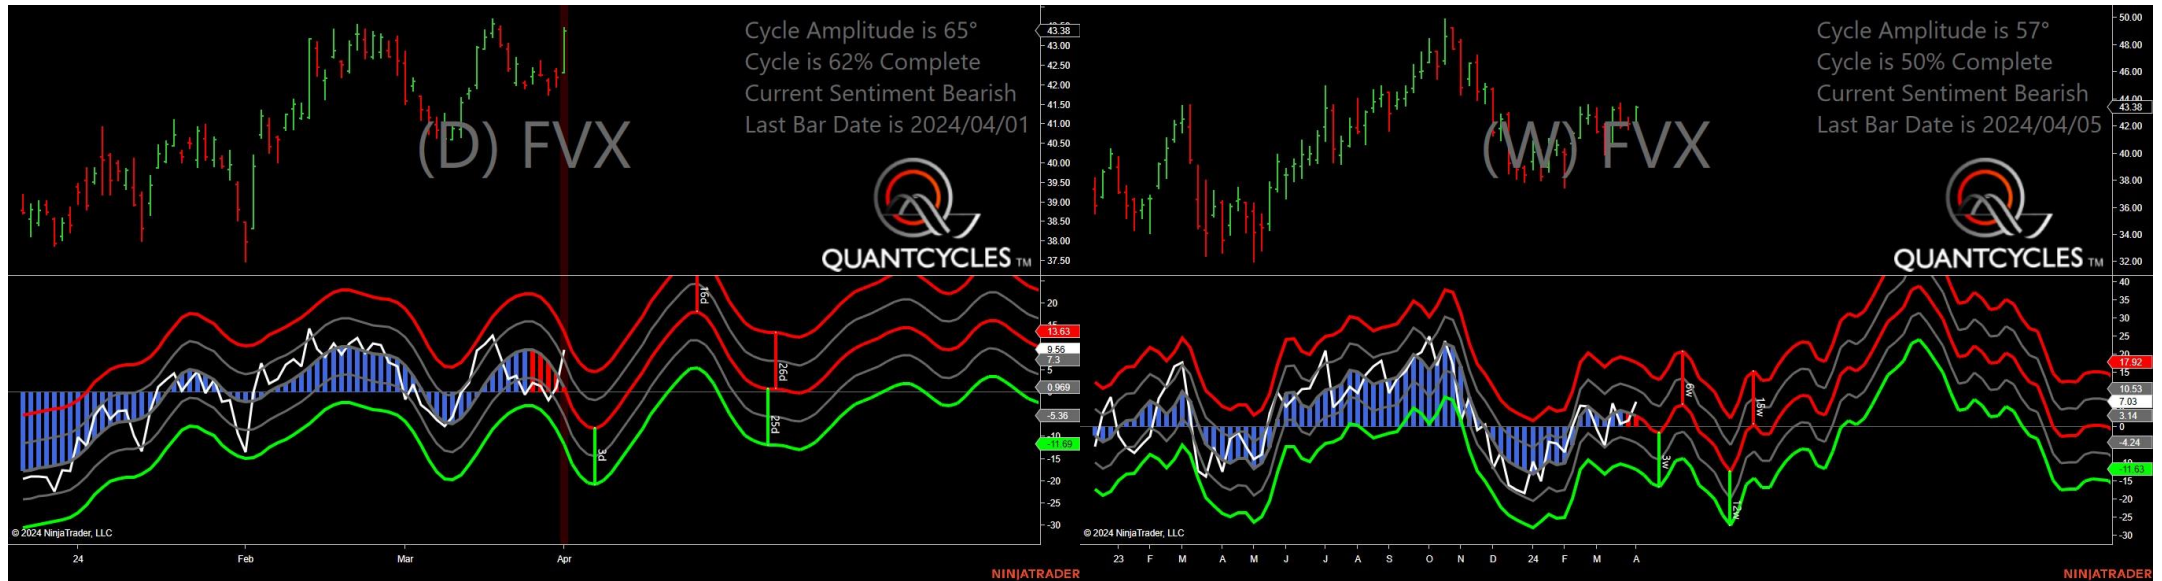 Cycle Amplitude is 65°
Cycle is 62% Complete
Current Sentiment Bearish
Last Bar Date is 2024/04/01
(D) FVX
QUANTCYCLES TM
43.38
43.00
42.50
42.00
41.50
41.00
40.50
40.00
39.50
39.00
38.50
38.00
37.50
16d
26d
25d
3d
20
13.63
9.56
7.3
5
0.969
-5.36
-11.69
-15
-20
-25
-30
© 2024 NinjaTrader, LLC
24
Feb
Mar
Apr
NINJATRADER
Cycle Amplitude is 57°
Cycle is 50% Complete
Current Sentiment Bearish
Last Bar Date is 2024/04/05
(W) FVX
QUANTCYCLES TM
50.00
48.00
46.00
44.00
43.38
42.00
40.00
38.00
36.00
34.00
32.00
6w
18w
3w
12w
40
35
30
25
20
17.92
15
10.53
7.03
3.14
0
-4.24
-11.63
-15
-20
-25
-30
© 2024 NinjaTrader, LLC
23
F
M
A
M
J
J
A
S
O
N
D
24
F
M
A
NINJATRADER